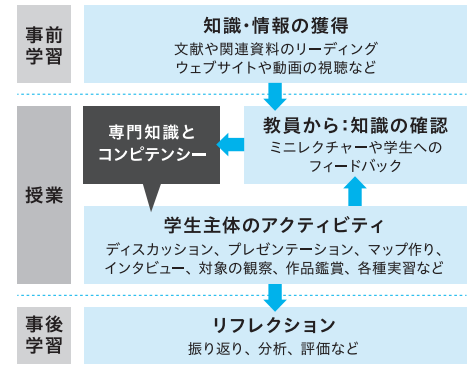 事前
学習
知識・情報の獲得
文献や関連資料のリーディング
ウェブサイトや動画の視聴など
授業
専門知識と
コンピテンシー
教員から：知識の確認
ミニレクチャーや学生への
フィードバック
学生主体のアクティビティ
ディスカッション、プレゼンテーション、マップ作り、
インタビュー、対象の観察、作品鑑賞、各種実習など
事後
学習
リフレクション
振り返り、分析、評価など